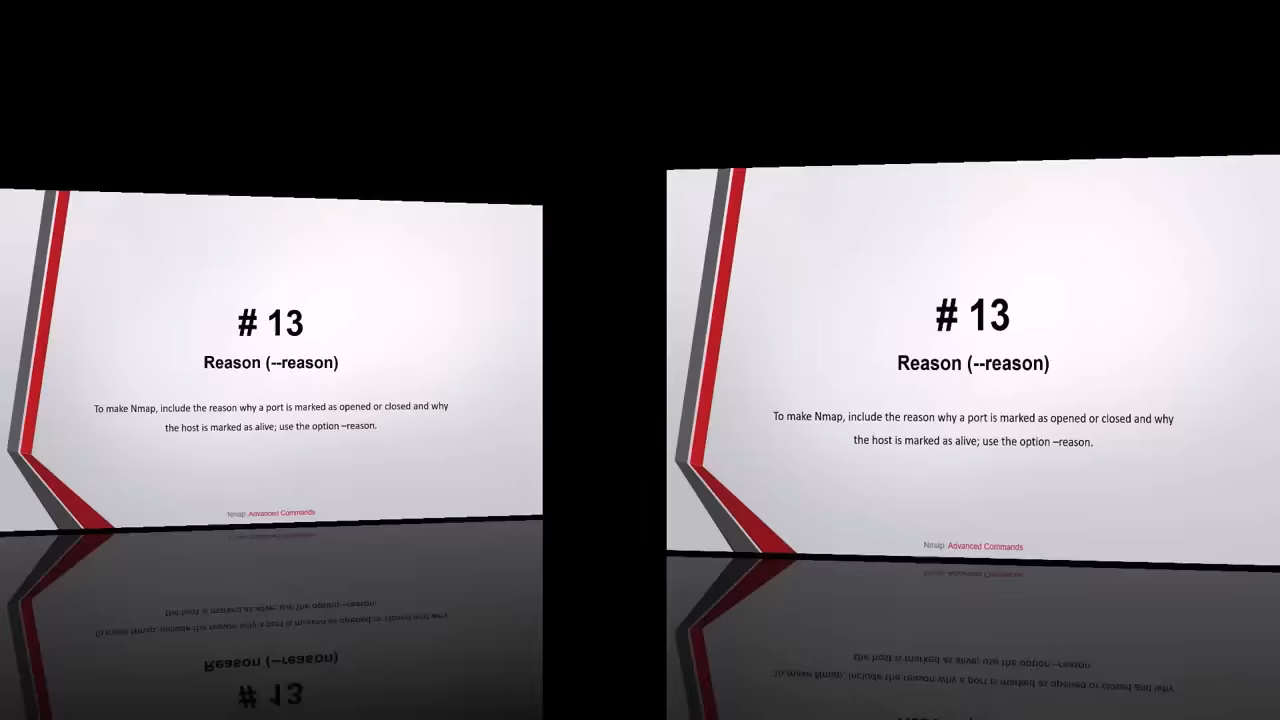 # 13
Reason (--reason)
To make Nmap, include the reason why a port is marked as opened or closed and why
the host is marked as alive; use the option –reason.
Nmap: Advanced Commands
# 13
Reason (--reason)
To make Nmap, include the reason why a port is marked as opened or closed and why
the host is marked as alive; use the option –reason.
Nmap: Advanced Commands